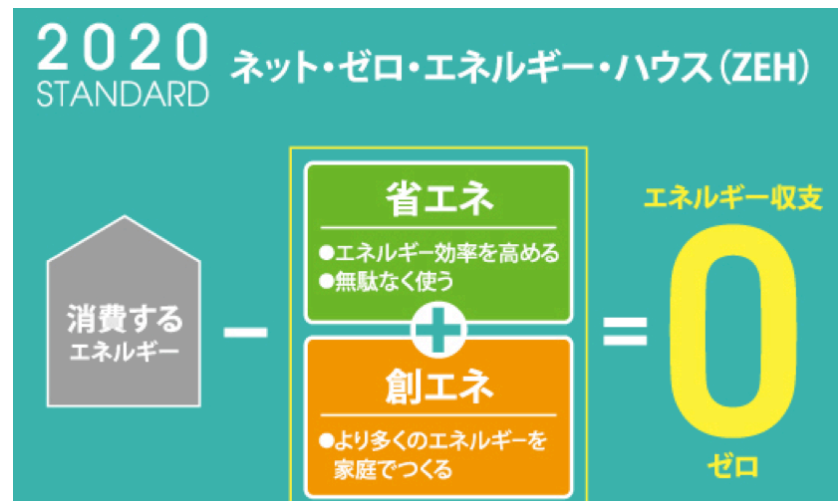 2020
STANDARD
ネット・ゼロ・エネルギー・ハウス(ZEH)
消費する
エネルギー
−
省エネ
●エネルギー効率を高める
●無駄なく使う
+
創エネ
●より多くのエネルギーを
家庭でつくる
=
エネルギー収支
0
ゼロ